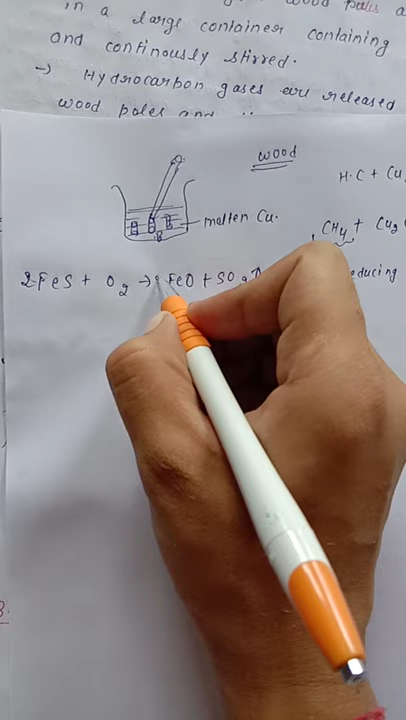 in a large container containing
and continously stirred.
→ Hydrocarbon gases are released
wood poles and
wood
H.C + Cu
molten Cu.
CH4 + Cu2
2FeS + O2 → FeO + SO2↑
reducing